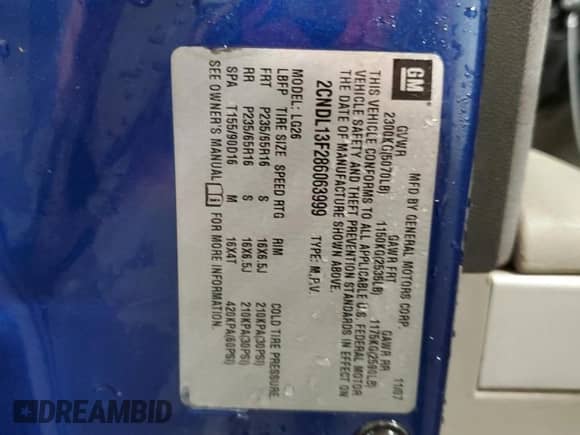 GM
MFD BY GENERAL MOTORS CORP. 11/07
GVWR GAWR FRT GAWR RR
2300KG(5070LB) 1150KG(2535LB) 1175KG(2590LB)
THIS VEHICLE CONFORMS TO ALL APPLICABLE U.S. FEDERAL MOTOR
VEHICLE SAFETY AND THEFT PREVENTION STANDARDS IN EFFECT ON
THE DATE OF MANUFACTURE SHOWN ABOVE.
2CNDL13F286063999 TYPE: M.P.V.
MODEL: LG26
LBFP TIRE SIZE SPEED RTG RIM COLD TIRE PRESSURE
FRT P235/65R16 S 16X6.5J 210KPA(30PSI)
RR P235/65R16 S 16X6.5J 210KPA(30PSI)
SPA T155/90D16 M 16X4T 420KPA(60PSI)
SEE OWNER'S MANUAL i FOR MORE INFORMATION.
DREAMBID